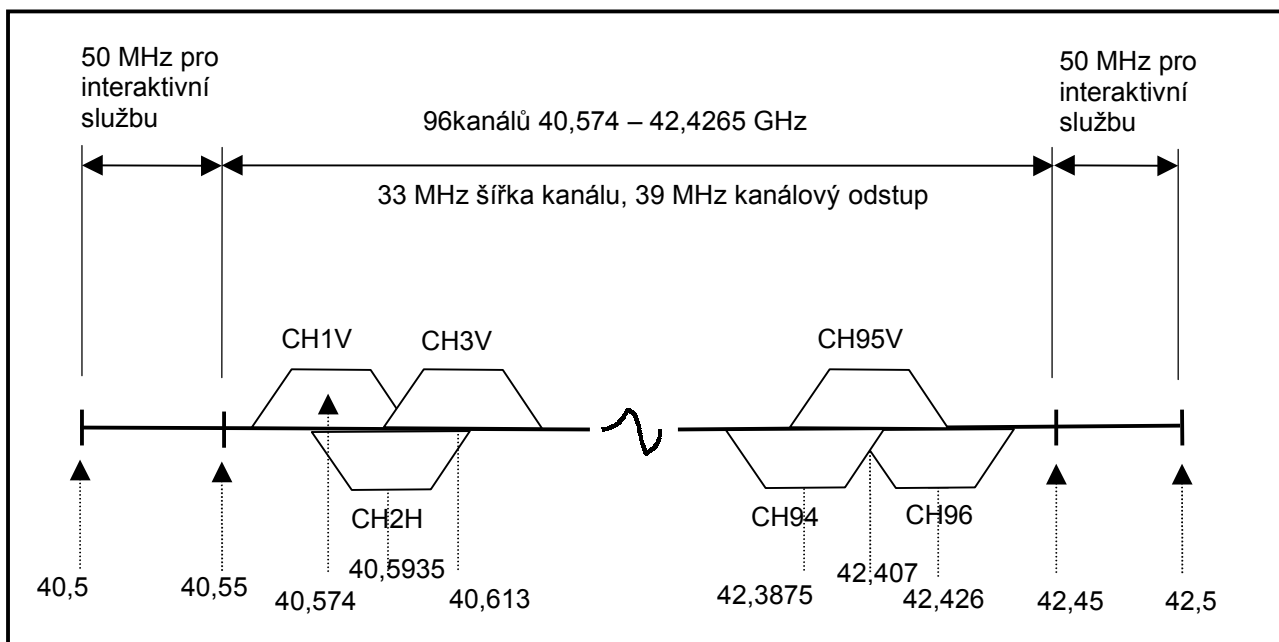 50 MHz pro
interaktivní
službu
96kanálů 40,574 – 42,4265 GHz
50 MHz pro
interaktivní
službu
33 MHz šířka kanálu, 39 MHz kanálový odstup
CH1V
CH3V
CH95V
CH2H
CH94
CH96
40,5
40,55
40,574
40,5935
40,613
42,3875
42,407
42,426
42,45
42,5